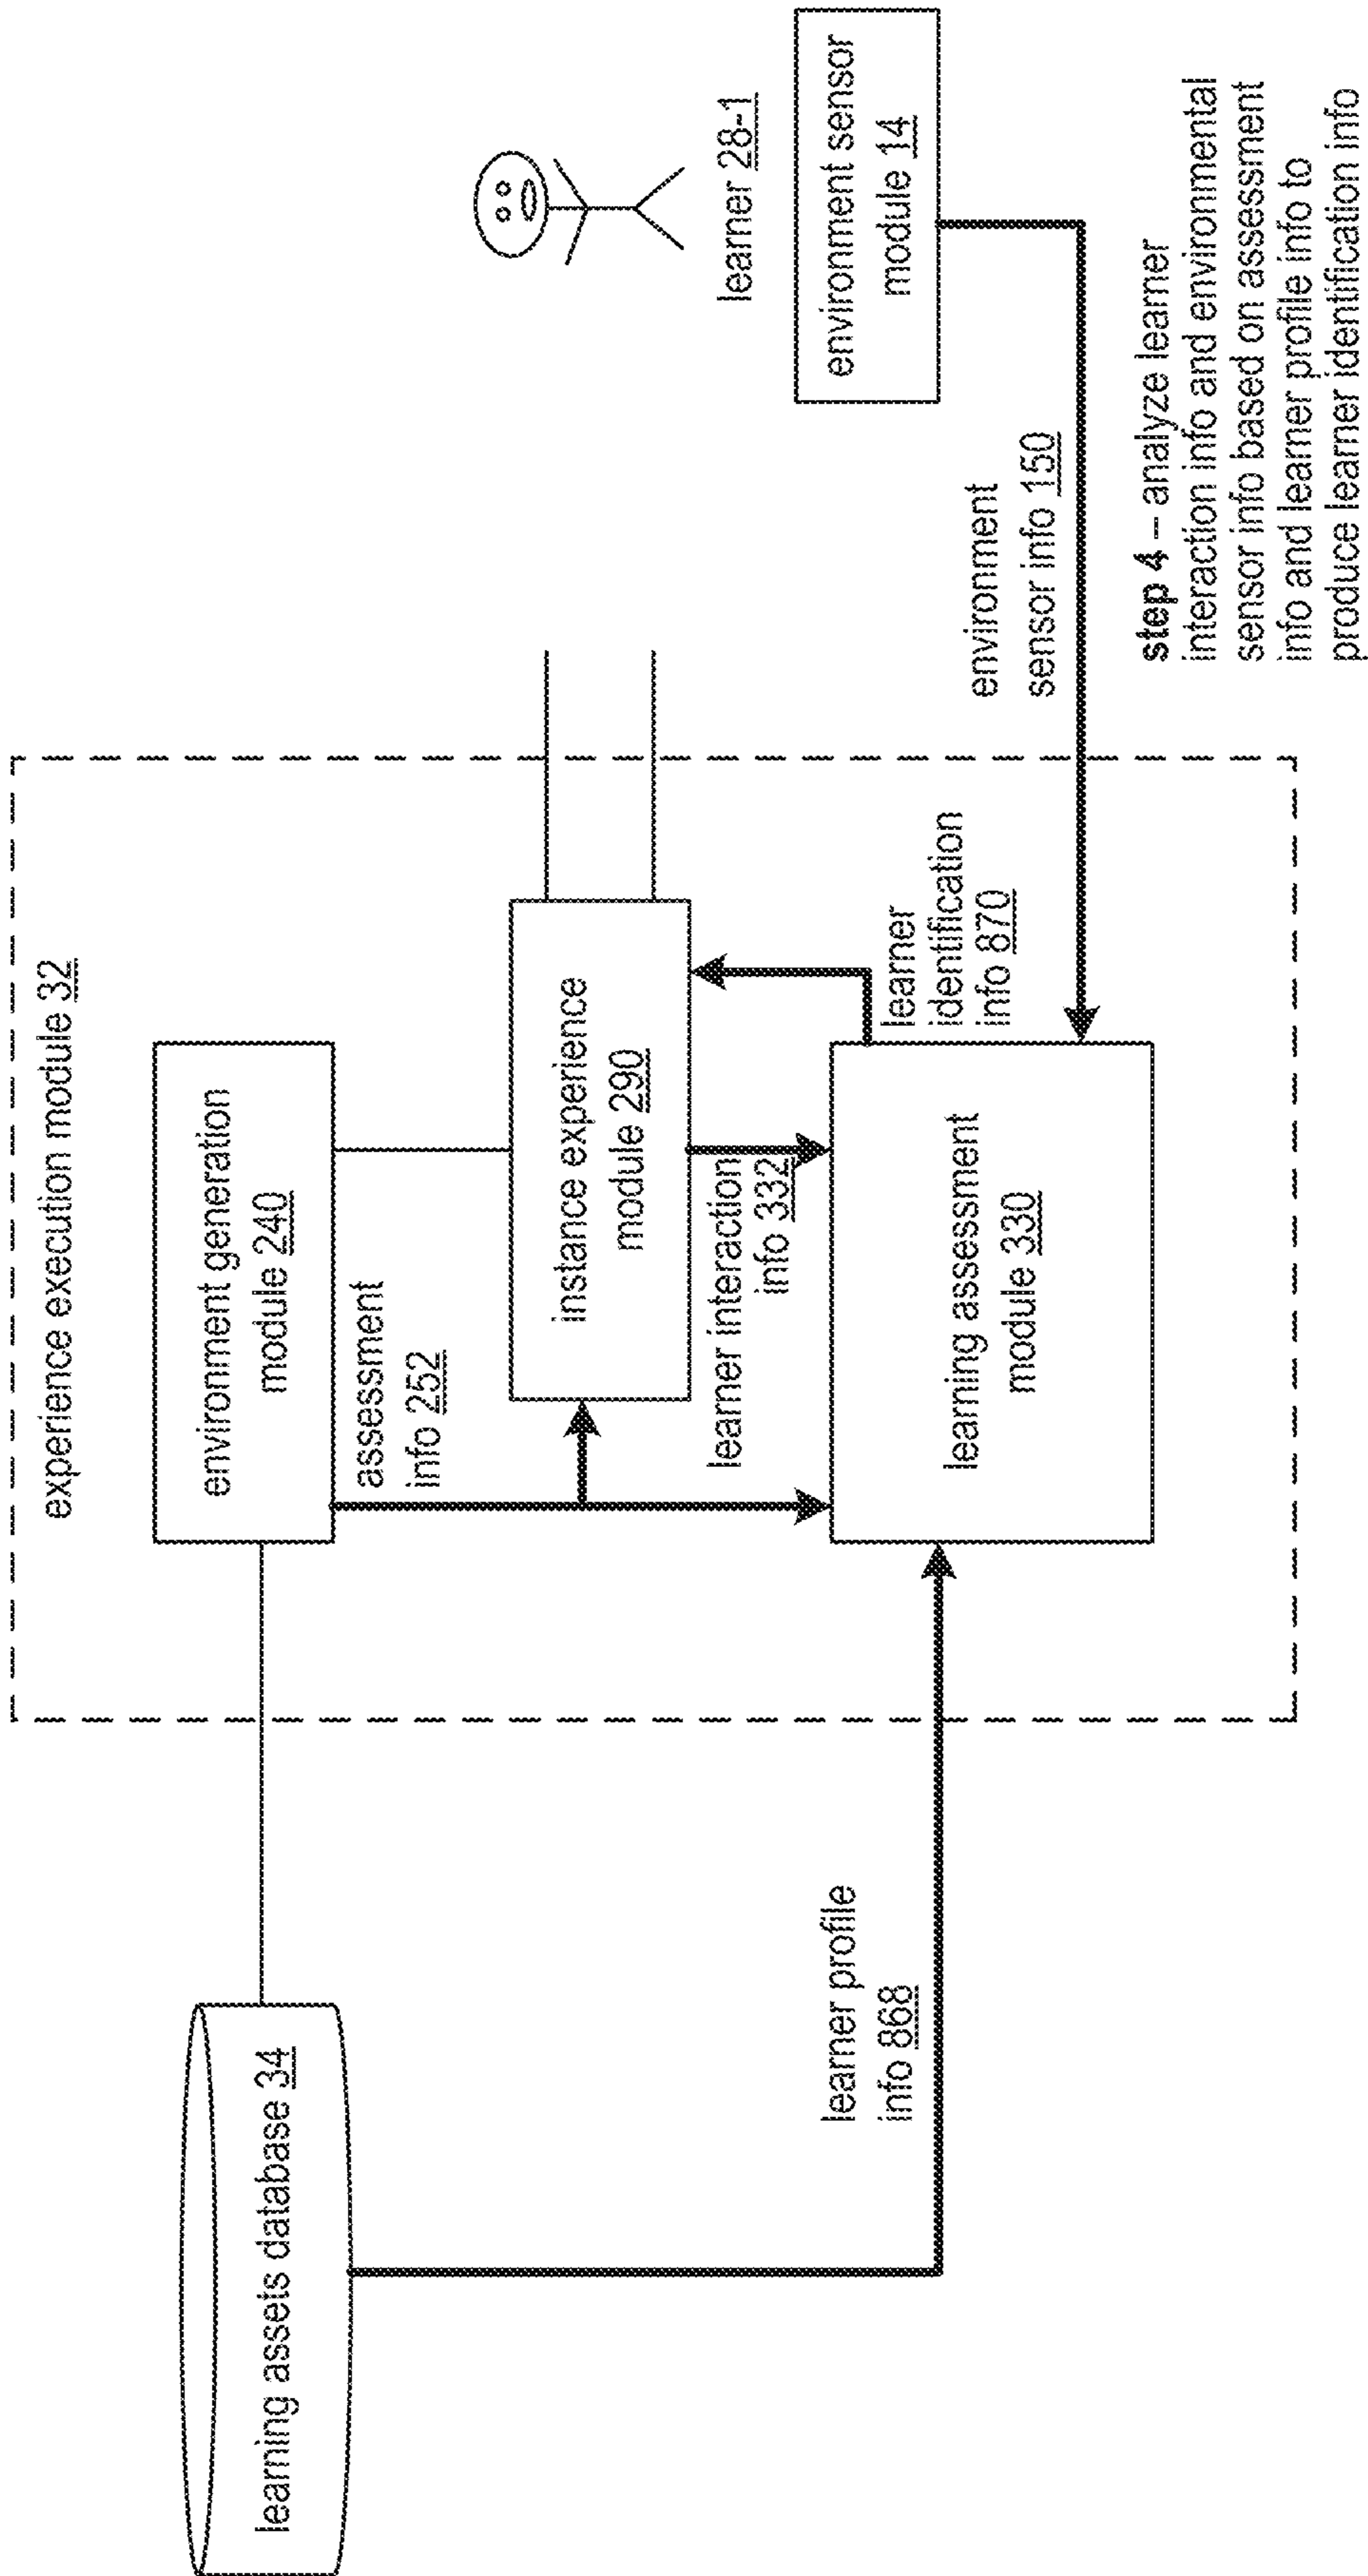 experience execution module 32
learning assets database 34
environment generation
module 240
assessment
info 252
instance experience
module 290
learner interaction
info 332
learner
identification
info 870
learning assessment
module 330
learner profile
info 868
learner 28-1
environment sensor
module 14
environment
sensor info 150
step 4 – analyze learner
interaction info and environmental
sensor info based on assessment
info and learner profile info to
produce learner identification info